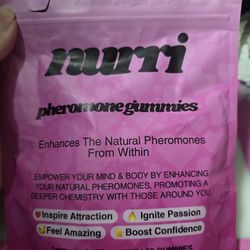 nurri
pheromone gummies
Enhances The Natural Pheromones
From Within
EMPOWER YOUR MIND & BODY BY ENHANCING
YOUR NATURAL PHEROMONES, PROMOTING A
DEEPER CHEMISTRY WITH THOSE AROUND YOU
Inspire Attraction Ignite Passion
Feel Amazing Boost Confidence
GUMMIES